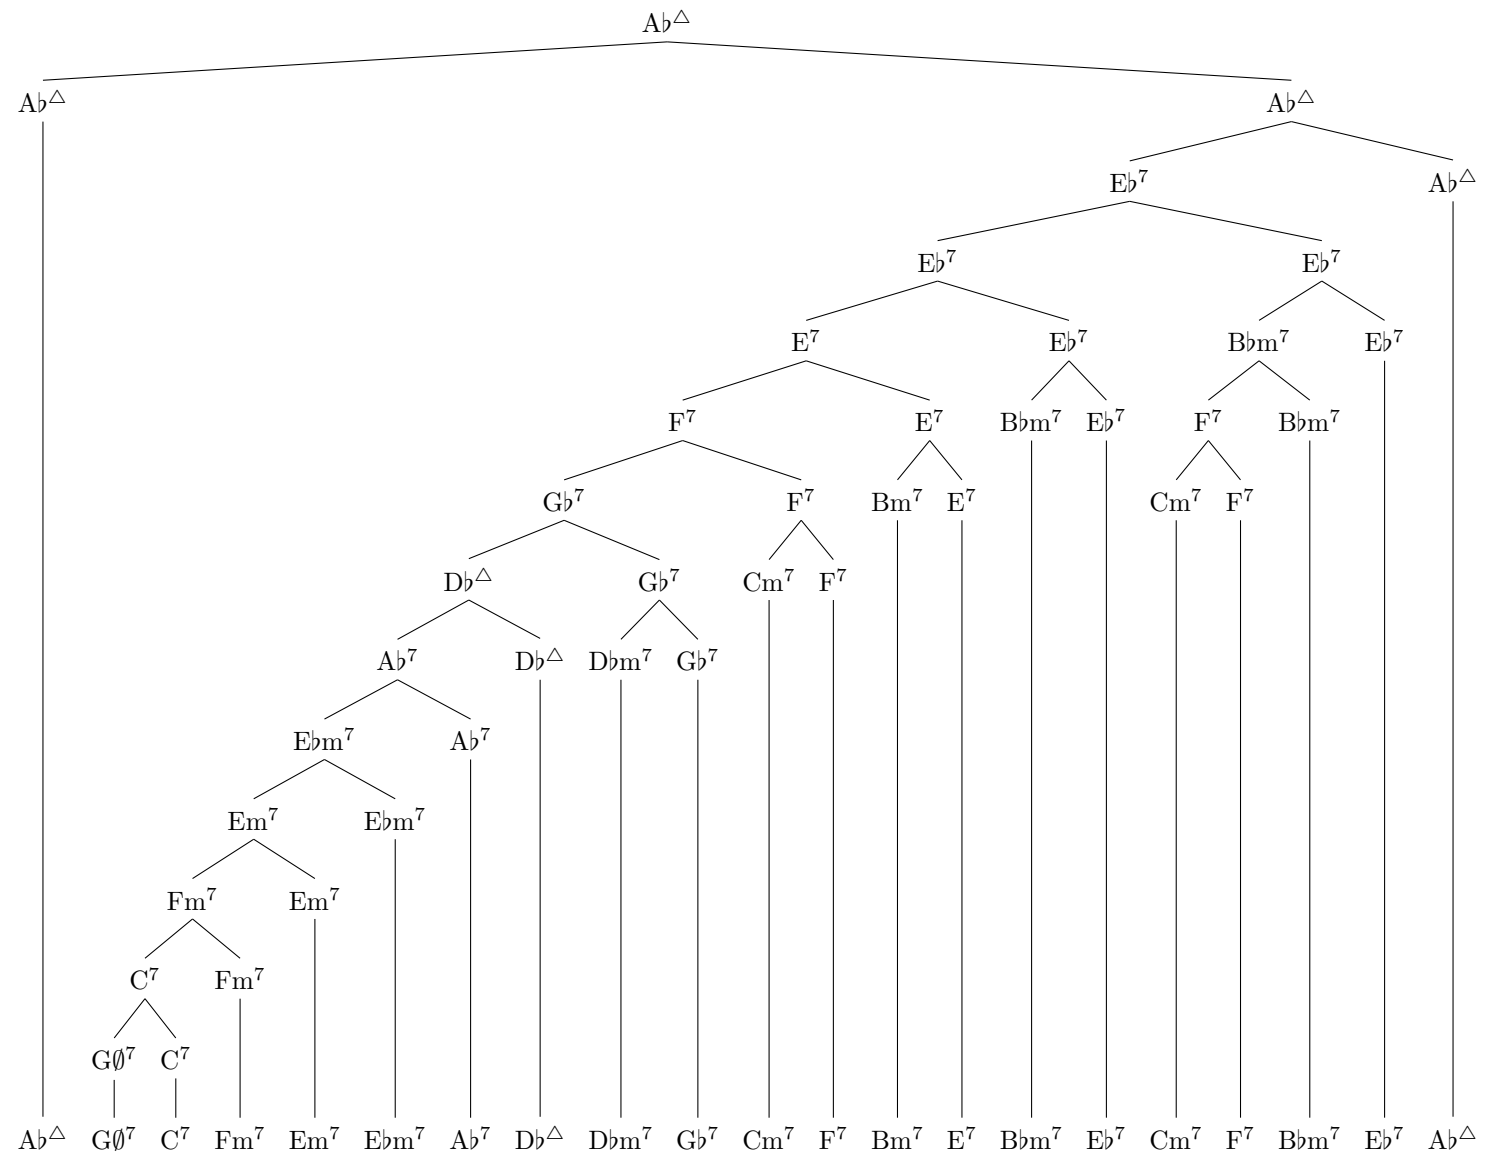 A♭△
A♭△ A♭△
E♭7 A♭△
E♭7 E♭7
E7 E♭7 B♭m7 E♭7
F7 E7 B♭m7 E♭7 F7 B♭m7
G♭7 F7 Bm7 E7 Cm7 F7
D♭△ G♭7 Cm7 F7
A♭7 D♭△ D♭m7 G♭7
E♭m7 A♭7
Em7 E♭m7
Fm7 Em7
C7 Fm7
G∅7 C7
A♭△ G∅7 C7 Fm7 Em7 E♭m7 A♭7 D♭△ D♭m7 G♭7 Cm7 F7 Bm7 E7 B♭m7 E♭7 Cm7 F7 B♭m7 E♭7 A♭△